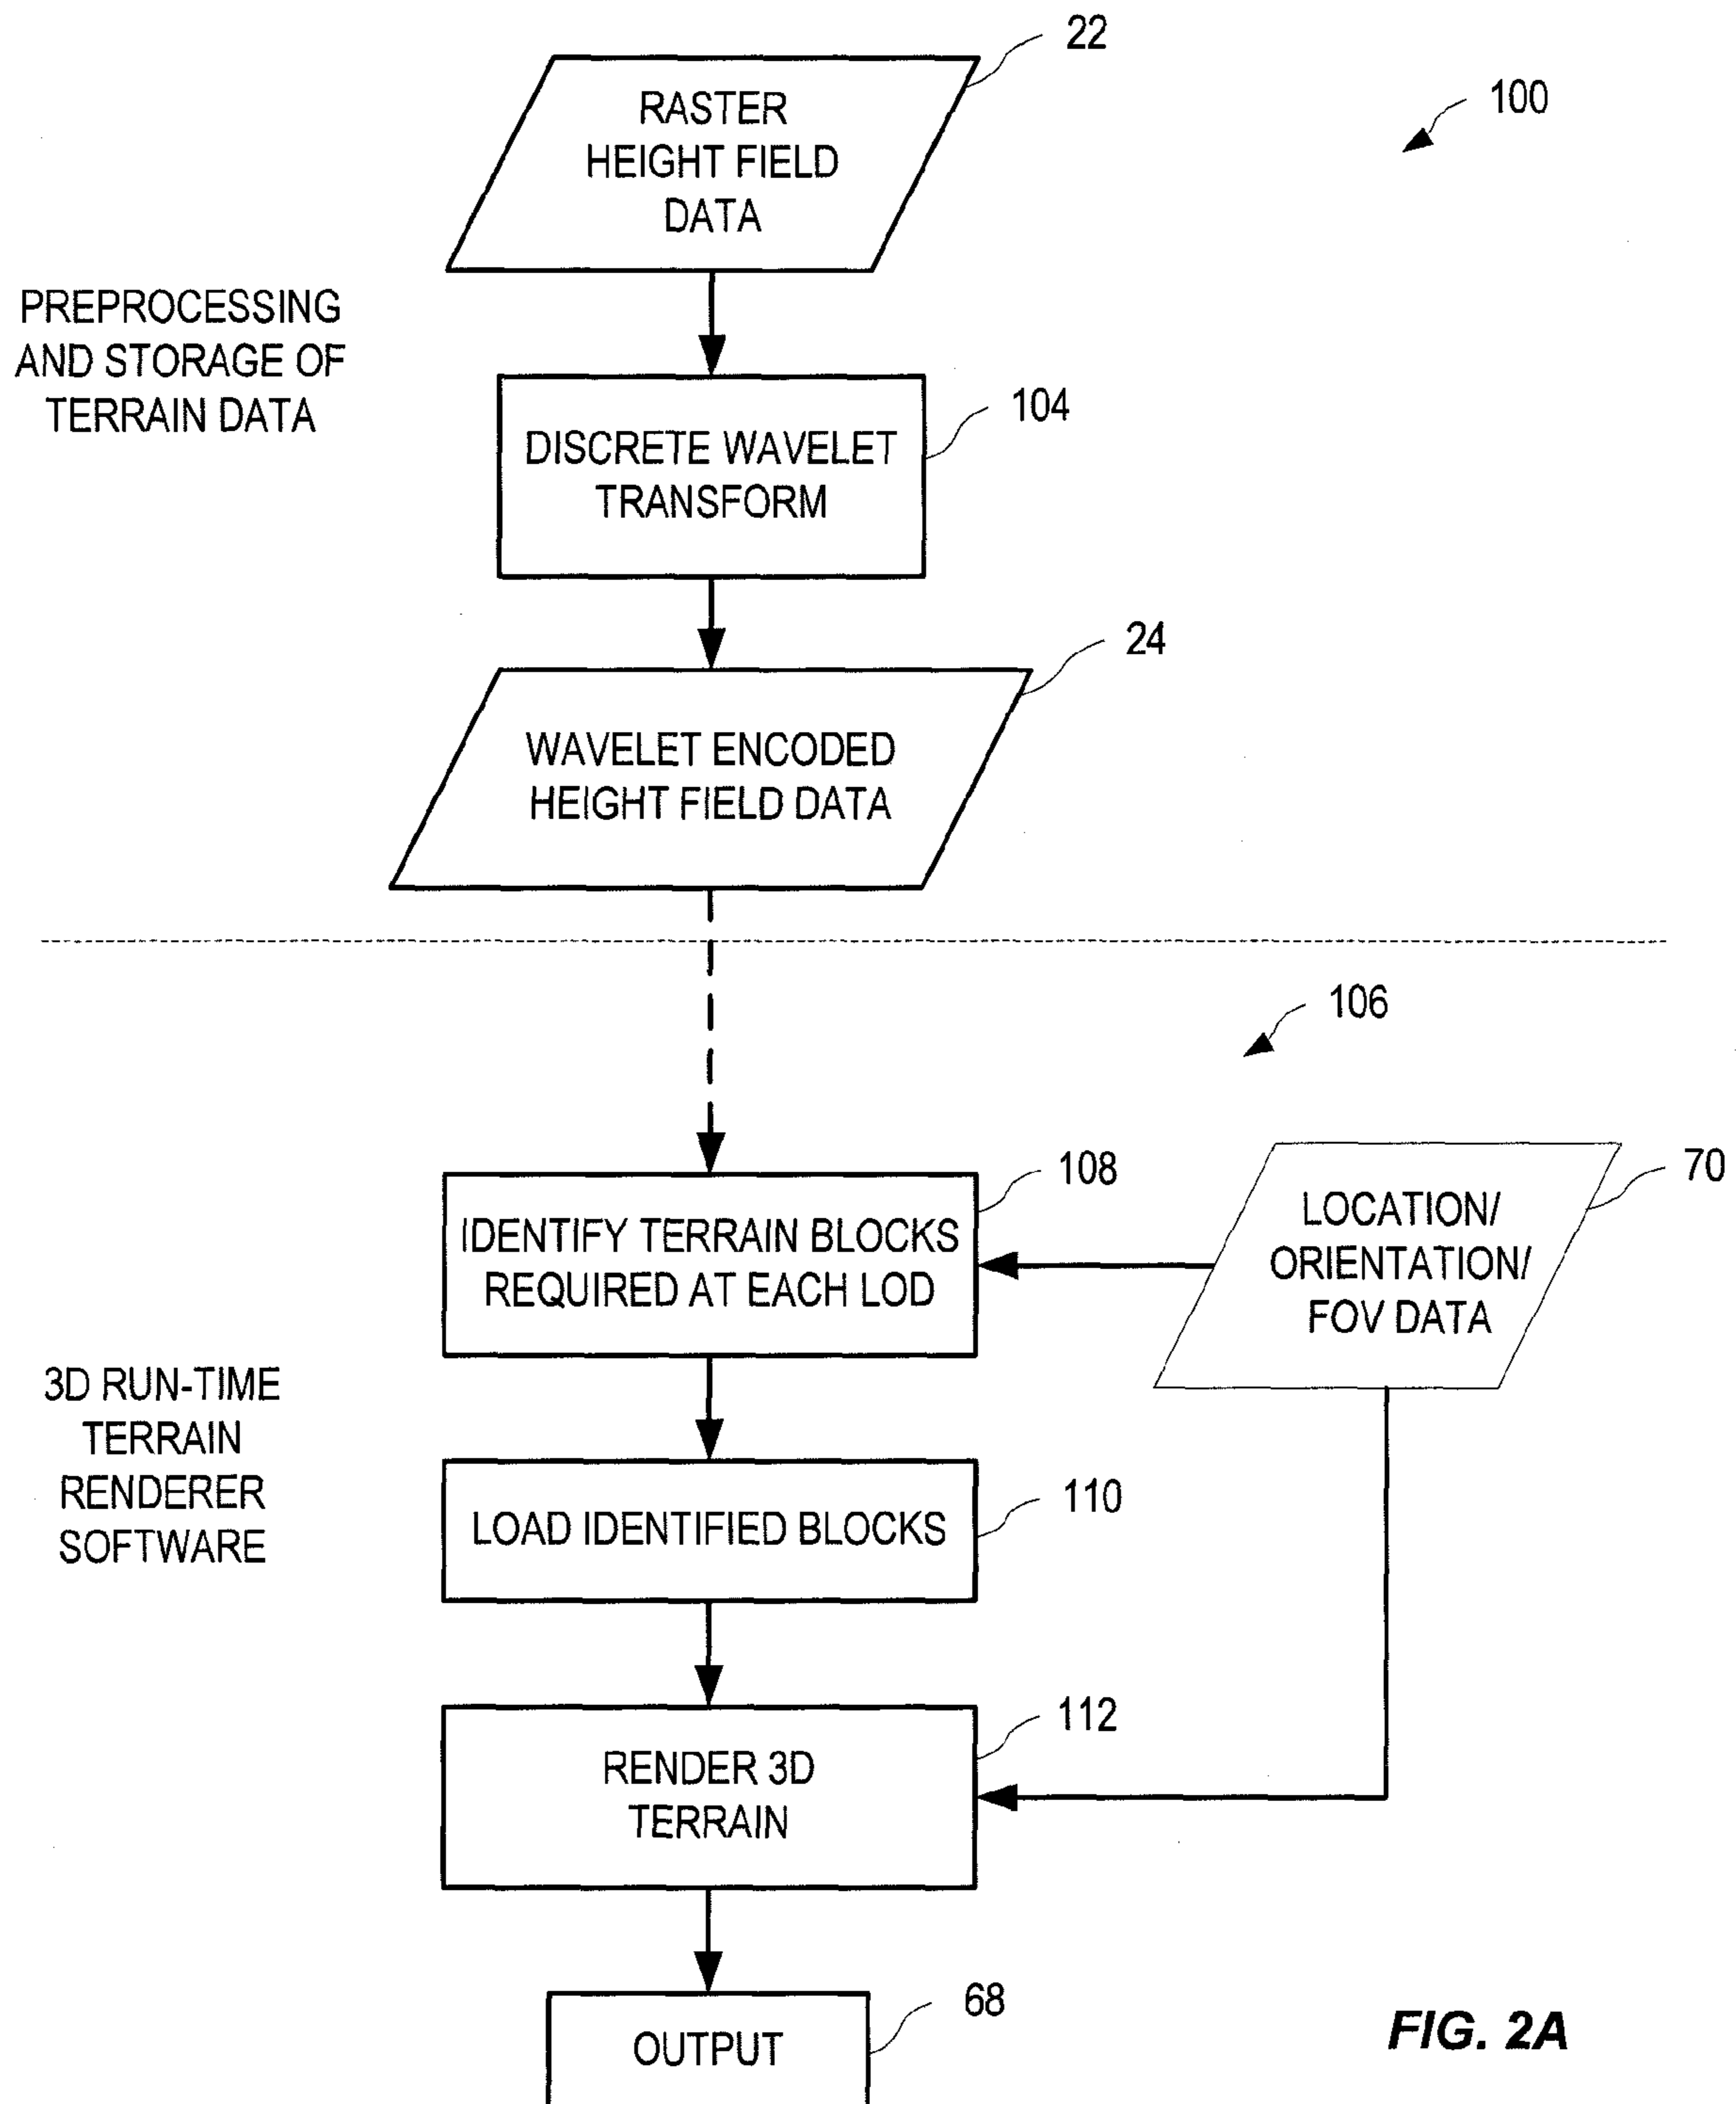 22
RASTER
HEIGHT FIELD
DATA
100
PREPROCESSING
AND STORAGE OF
TERRAIN DATA
104
DISCRETE WAVELET
TRANSFORM
24
WAVELET ENCODED
HEIGHT FIELD DATA
106
108
IDENTIFY TERRAIN BLOCKS
REQUIRED AT EACH LOD
70
LOCATION/
ORIENTATION/
FOV DATA
3D RUN-TIME
TERRAIN
RENDERER
SOFTWARE
110
LOAD IDENTIFIED BLOCKS
112
RENDER 3D
TERRAIN
68
OUTPUT
FIG. 2A